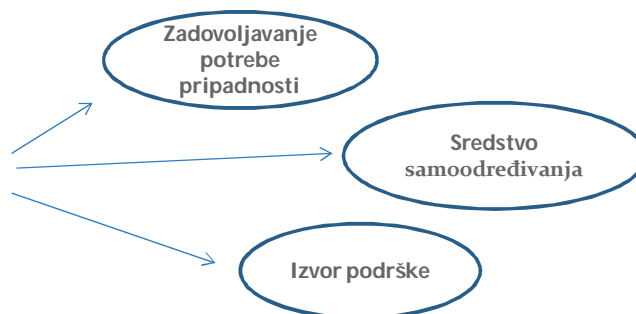 Zadovoljavanje
potrebe
pripadnosti
Sredstvo
samoodređivanja
Izvor podrške